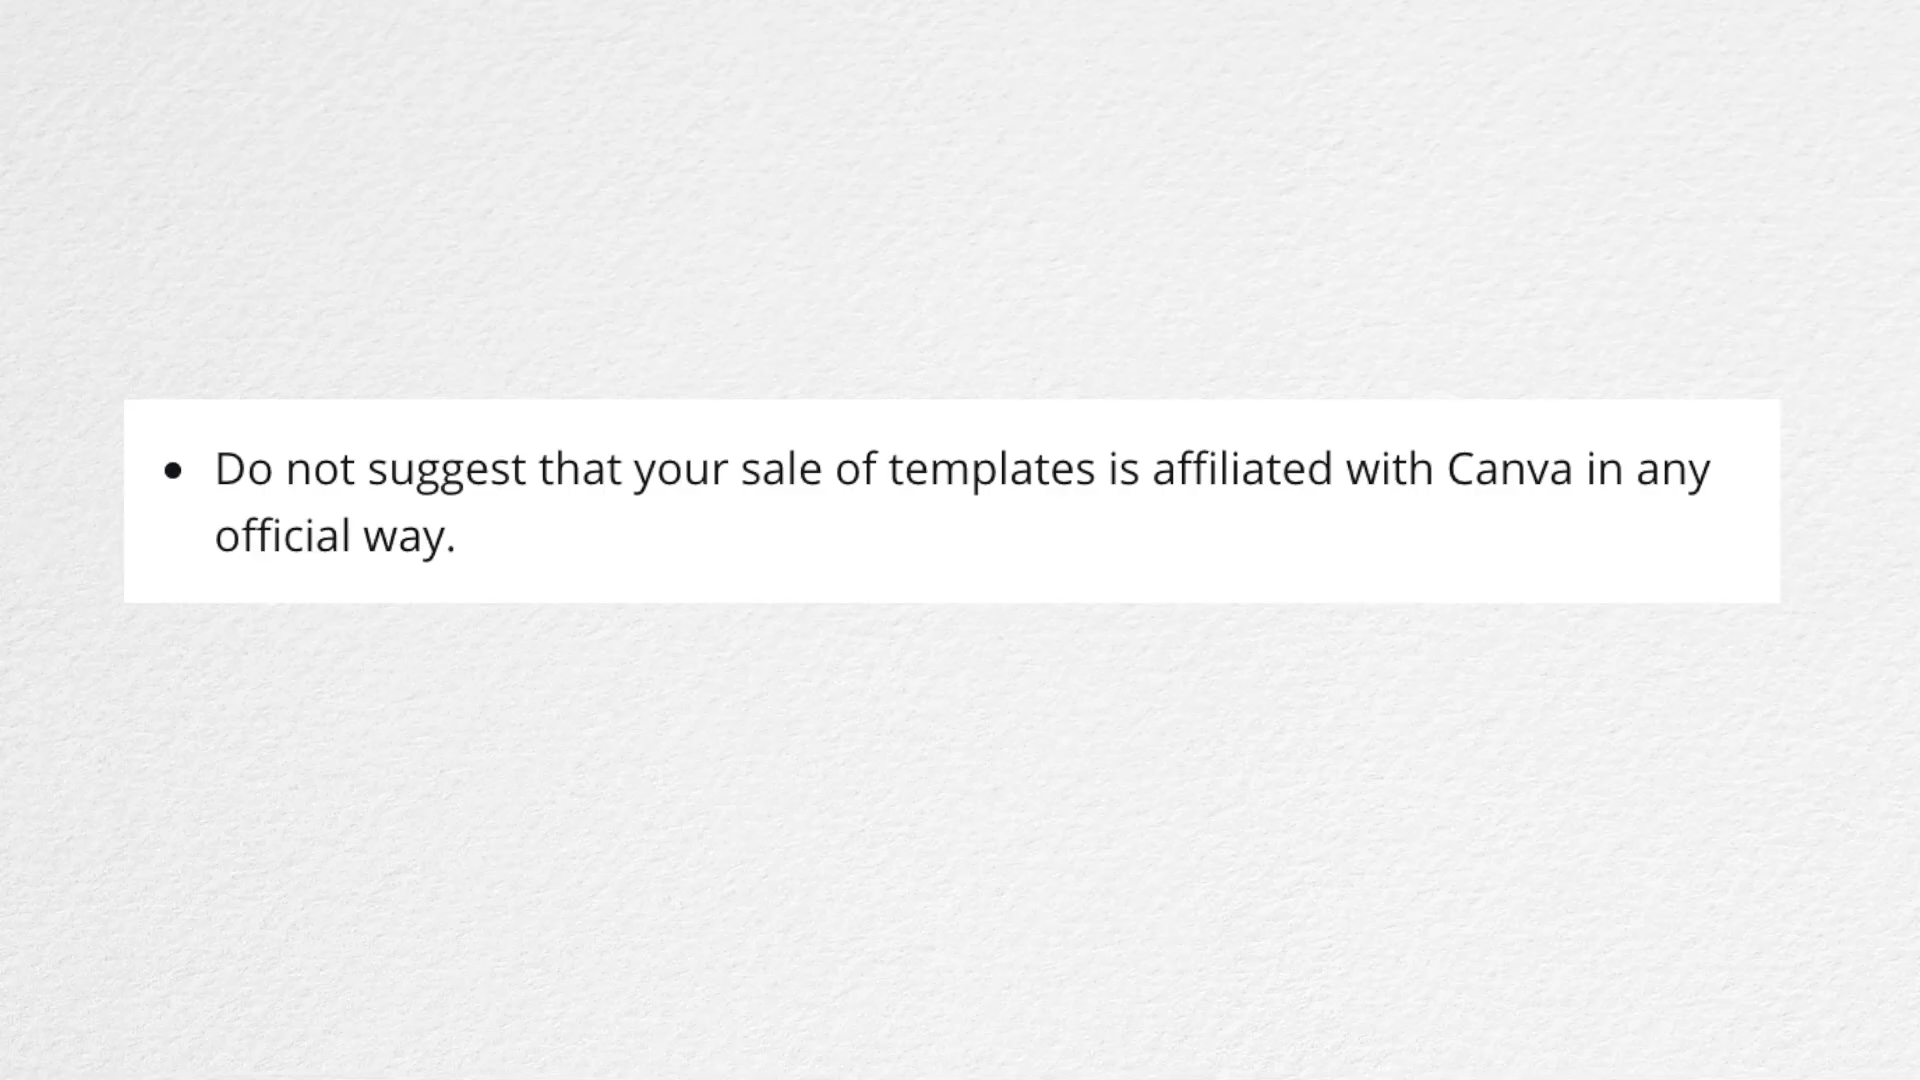 • Do not suggest that your sale of templates is affiliated with Canva in any
official way.